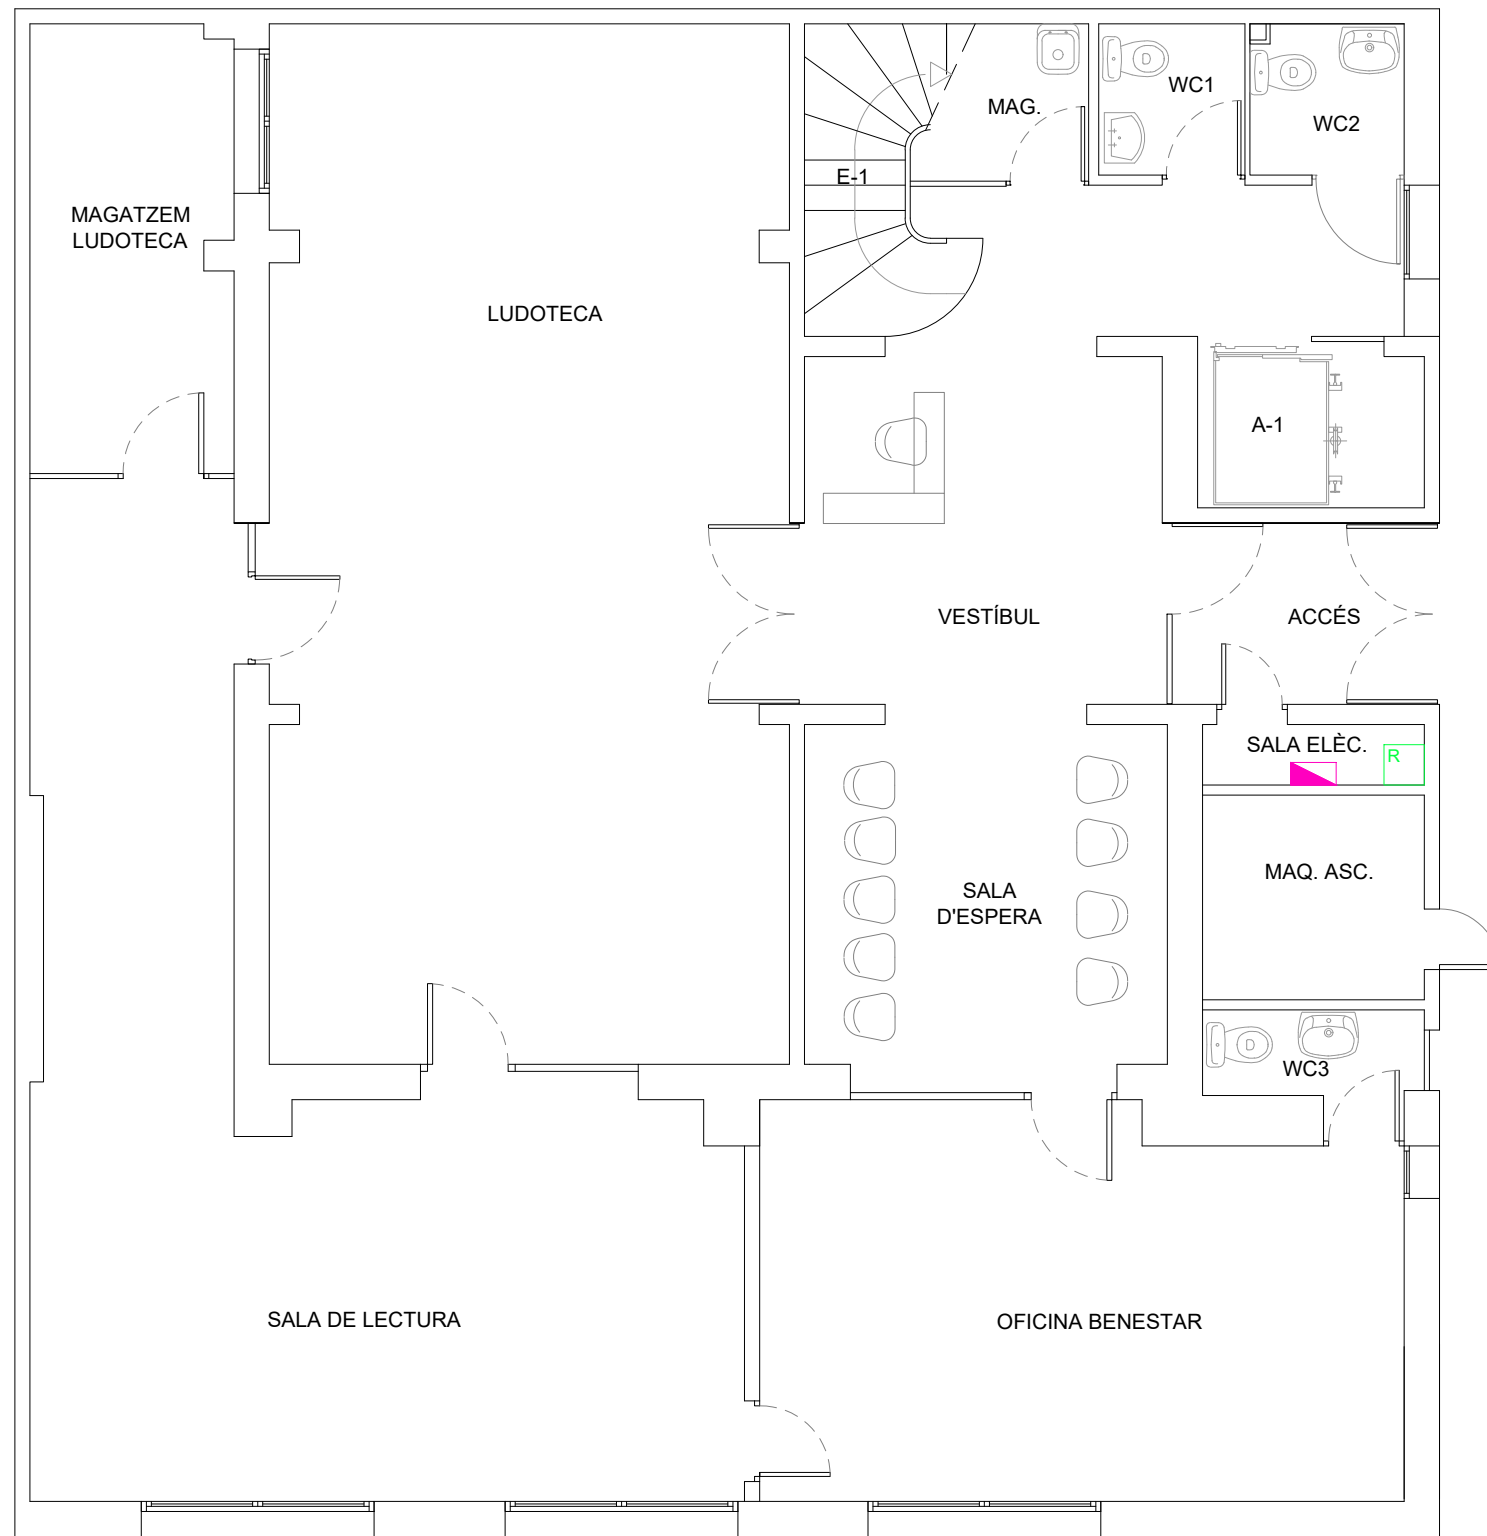 WC1
MAG.
WC2
E-1
MAGATZEM
LUDOTECA
LUDOTECA
A-1
VESTÍBUL
ACCÉS
SALA ELÈC.
R
MAQ. ASC.
SALA
D'ESPERA
WC3
SALA DE LECTURA
OFICINA BENESTAR
D
D
D